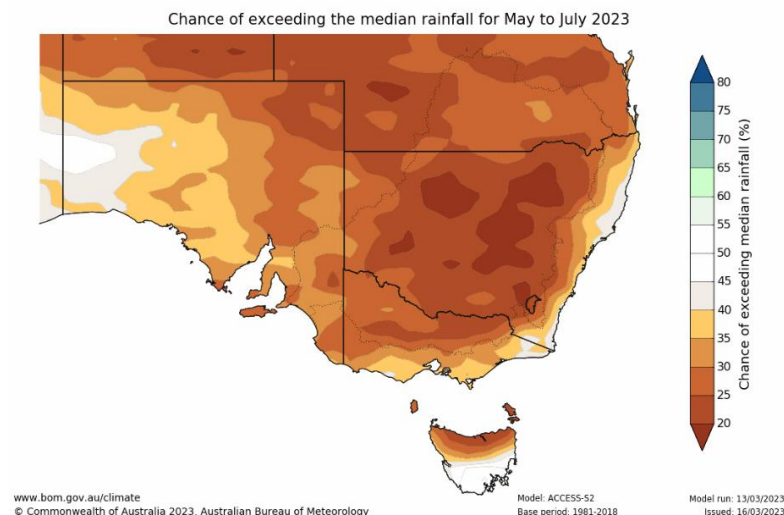 Chance of exceeding the median rainfall for May to July 2023
80
75
70
65
60
55
50
45
40
35
30
25
20
Chance of exceeding median rainfall (%)
www.bom.gov.au/climate
© Commonwealth of Australia 2023, Australian Bureau of Meteorology
Model: ACCESS-S2
Base period: 1981-2018
Model run: 13/03/2023
Issued: 16/03/2023